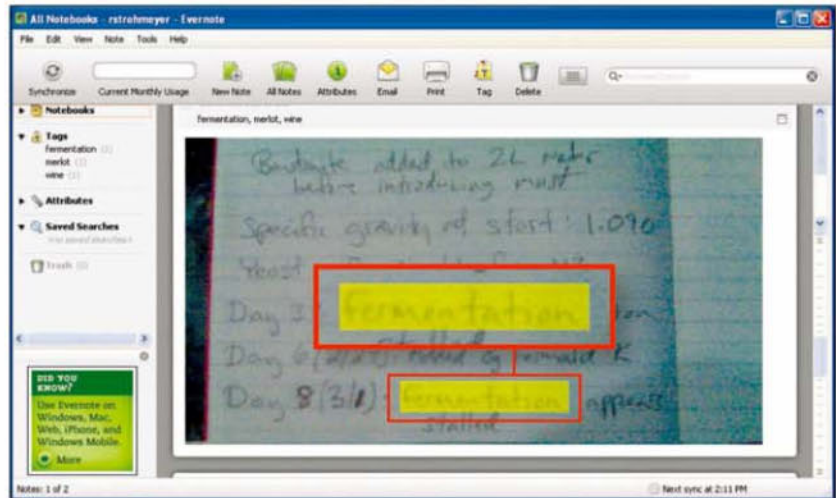 All Notebooks - rstrohmeyer - Evernote
File Edit View Note Tools Help
Synchronize Current Monthly Usage New Note All Notes Attributes Email Print Tag Delete
Notebooks
Tags
fermentation (1)
merlot (1)
wine (1)
Attributes
Saved Searches
Trash
DID YOU KNOW?
Use Evernote on
Windows, Mac,
Web, iPhone, and
Windows Mobile.
More
fermentation, merlot, wine
Bentonite added to 2L water
before introducing must
Specific gravity at start: 1.090
Yeast
Day
fermentation
Day 6 added
Day 8 (3/1): fermentation appears
stalled
Notes: 1 of 2
Next sync at 2:11 PM